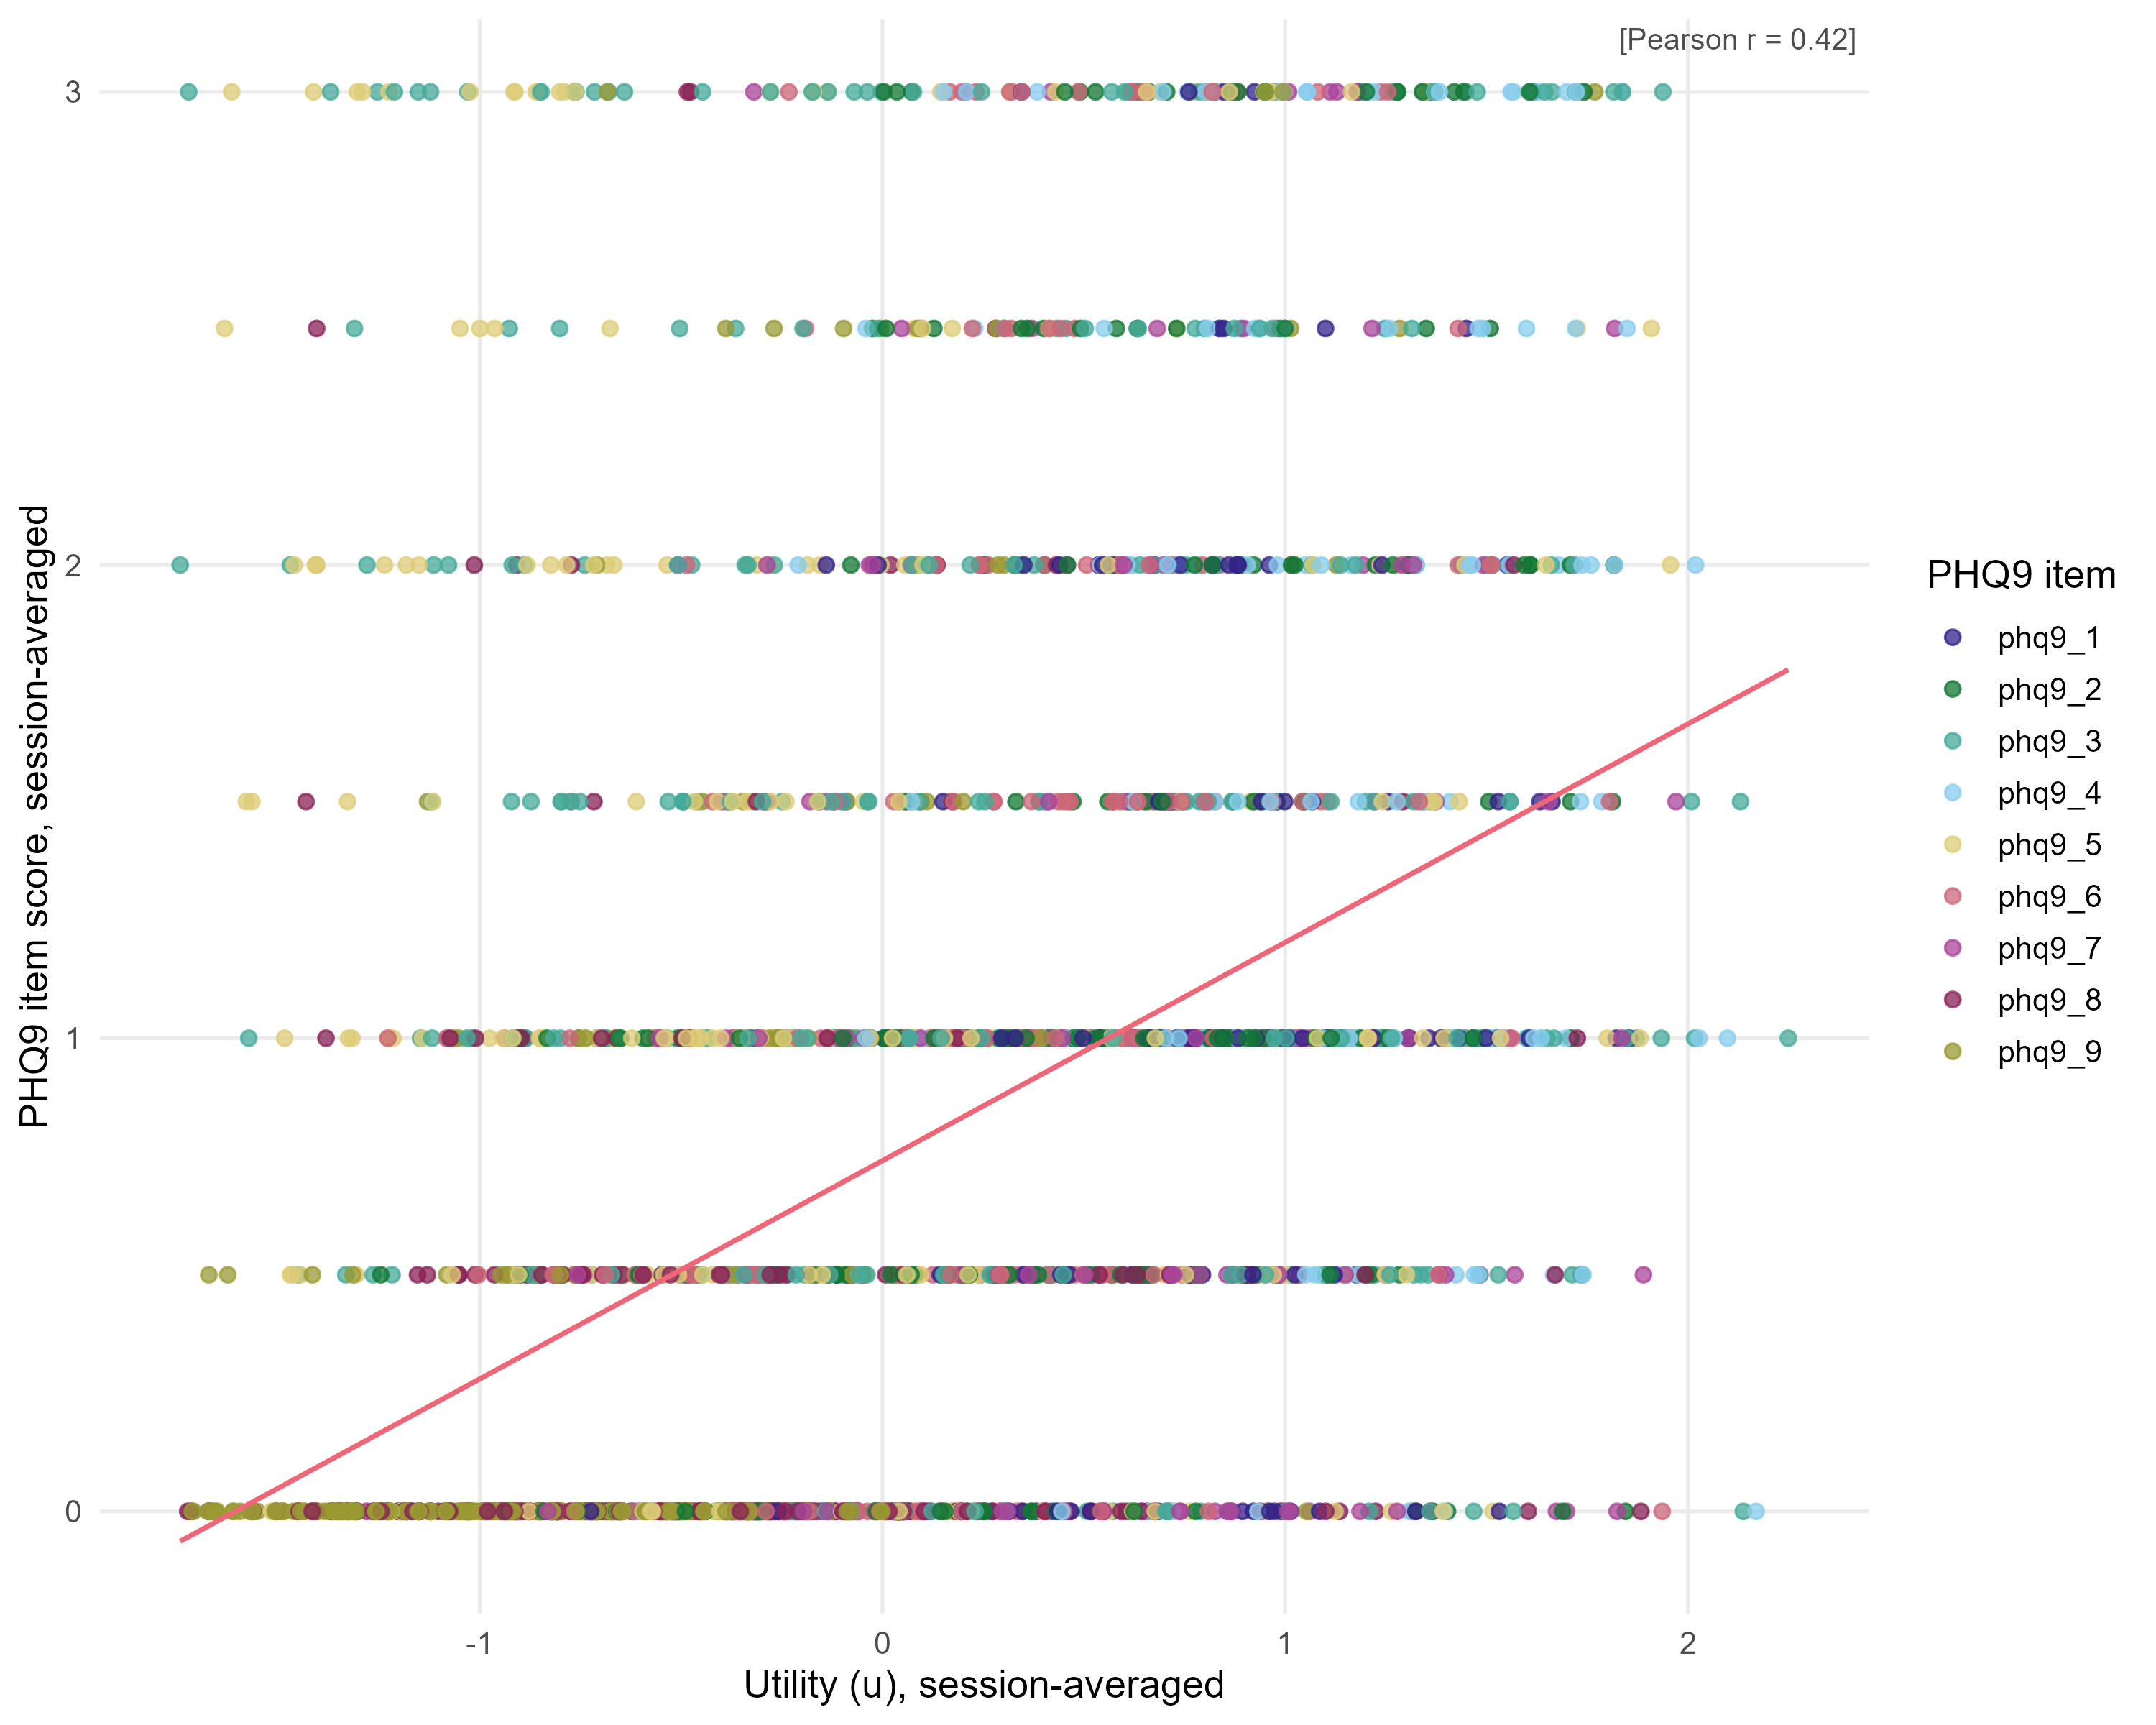 [Pearson r = 0.42]
3
2
1
0
PHQ9 item score, session-averaged
-1
0
1
2
Utility (u), session-averaged
PHQ9 item
phq9_1
phq9_2
phq9_3
phq9_4
phq9_5
phq9_6
phq9_7
phq9_8
phq9_9